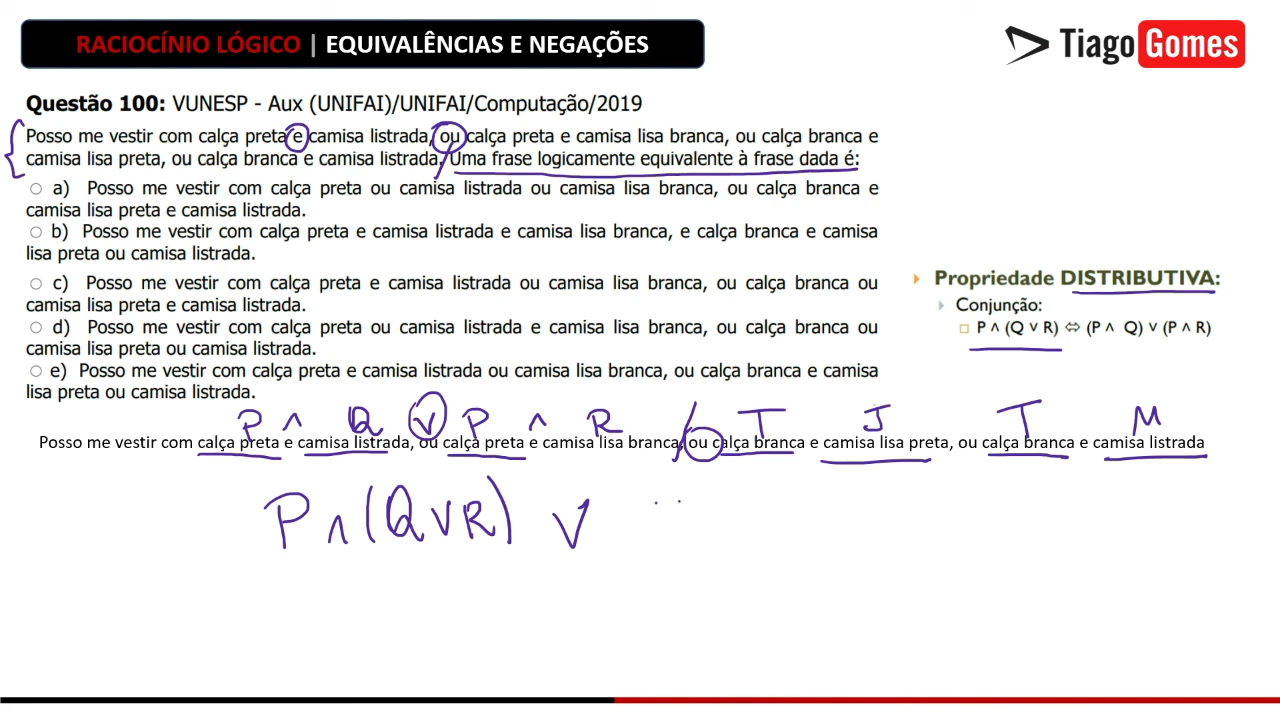 RACIOCÍNIO LÓGICO | EQUIVALÊNCIAS E NEGAÇÕES
Tiago Gomes
Questão 100: VUNESP - Aux (UNIFAI)/UNIFAI/Computação/2019
Posso me vestir com calça preta e camisa listrada, ou calça preta e camisa lisa branca, ou calça branca e
camisa lisa preta, ou calça branca e camisa listrada. Uma frase logicamente equivalente à frase dada é:
a) Posso me vestir com calça preta ou camisa listrada ou camisa lisa branca, ou calça branca e
camisa lisa preta e camisa listrada.
b) Posso me vestir com calça preta e camisa listrada e camisa lisa branca, e calça branca e camisa
lisa preta ou camisa listrada.
c) Posso me vestir com calça preta e camisa listrada ou camisa lisa branca, ou calça branca ou
camisa lisa preta e camisa listrada.
d) Posso me vestir com calça preta ou camisa listrada e camisa lisa branca, ou calça branca ou
camisa lisa preta ou camisa listrada.
e) Posso me vestir com calça preta e camisa listrada ou camisa lisa branca, ou calça branca e camisa
lisa preta ou camisa listrada.
Propriedade DISTRIBUTIVA:
Conjunção:
P ∧ (Q ∨ R) ⇔ (P ∧ Q) ∨ (P ∧ R)
P ∧ Q ∨ P ∧ R T J T M
Posso me vestir com calça preta e camisa listrada, ou calça preta e camisa lisa branca, ou calça branca e camisa lisa preta, ou calça branca e camisa listrada
P ∧ (Q ∨ R) ∨